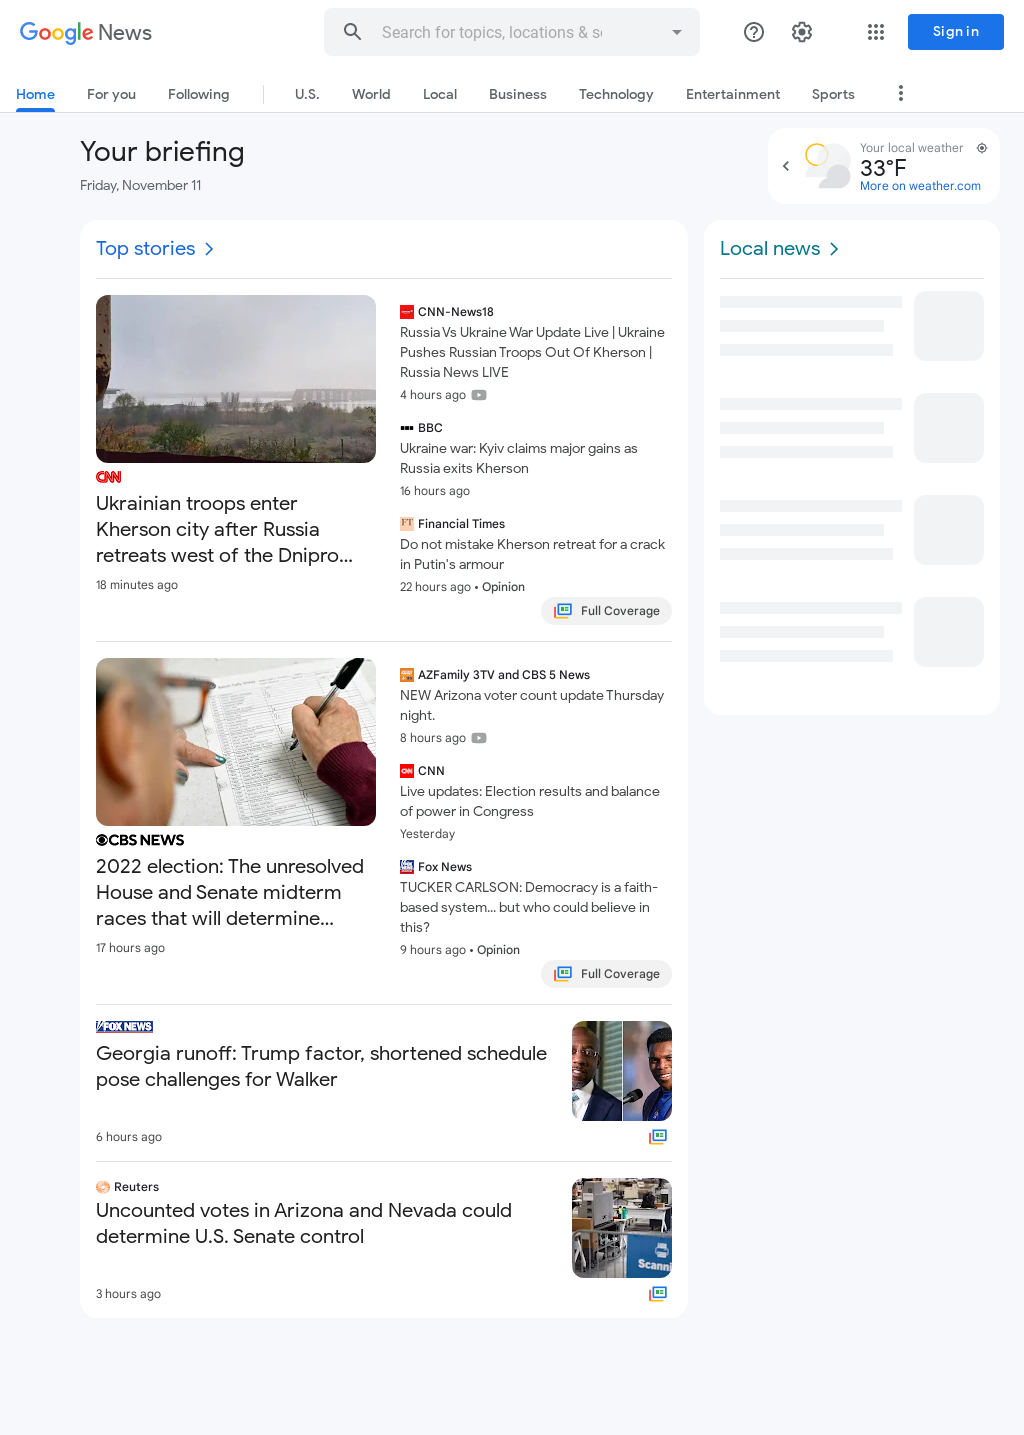 Google News
Search for topics, locations & so
Sign in
Home
For you
Following
U.S.
World
Local
Business
Technology
Entertainment
Sports
Your briefing
Friday, November 11
Your local weather
33°F
More on weather.com
Top stories
CNN
Ukrainian troops enter
Kherson city after Russia
retreats west of the Dnipro...
18 minutes ago
CNN-News18
Russia Vs Ukraine War Update Live | Ukraine
Pushes Russian Troops Out Of Kherson |
Russia News LIVE
4 hours ago
BBC
Ukraine war: Kyiv claims major gains as
Russia exits Kherson
16 hours ago
FT Financial Times
Do not mistake Kherson retreat for a crack
in Putin's armour
22 hours ago • Opinion
Full Coverage
CBS NEWS
2022 election: The unresolved
House and Senate midterm
races that will determine...
17 hours ago
AZFamily 3TV and CBS 5 News
NEW Arizona voter count update Thursday
night.
8 hours ago
CNN
Live updates: Election results and balance
of power in Congress
Yesterday
Fox News
TUCKER CARLSON: Democracy is a faith-
based system... but who could believe in
this?
9 hours ago • Opinion
Full Coverage
FOX NEWS
Georgia runoff: Trump factor, shortened schedule
pose challenges for Walker
6 hours ago
Reuters
Uncounted votes in Arizona and Nevada could
determine U.S. Senate control
Scanni
3 hours ago
Local news